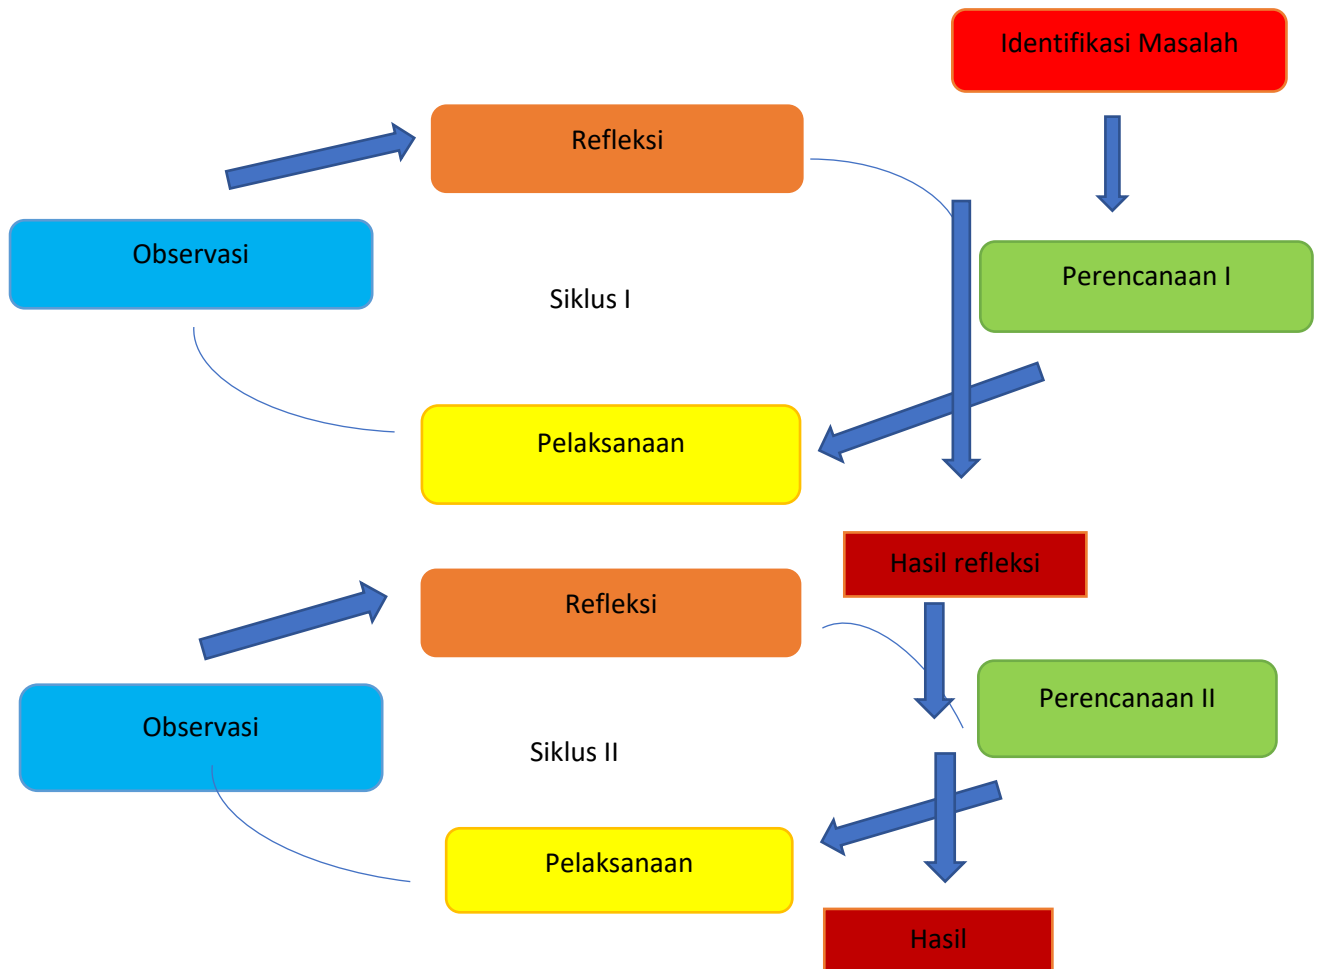 Identifikasi Masalah
Refleksi
Observasi
Perencanaan I
Siklus I
Pelaksanaan
Hasil refleksi
Refleksi
Perencanaan II
Observasi
Siklus II
Pelaksanaan
Hasil